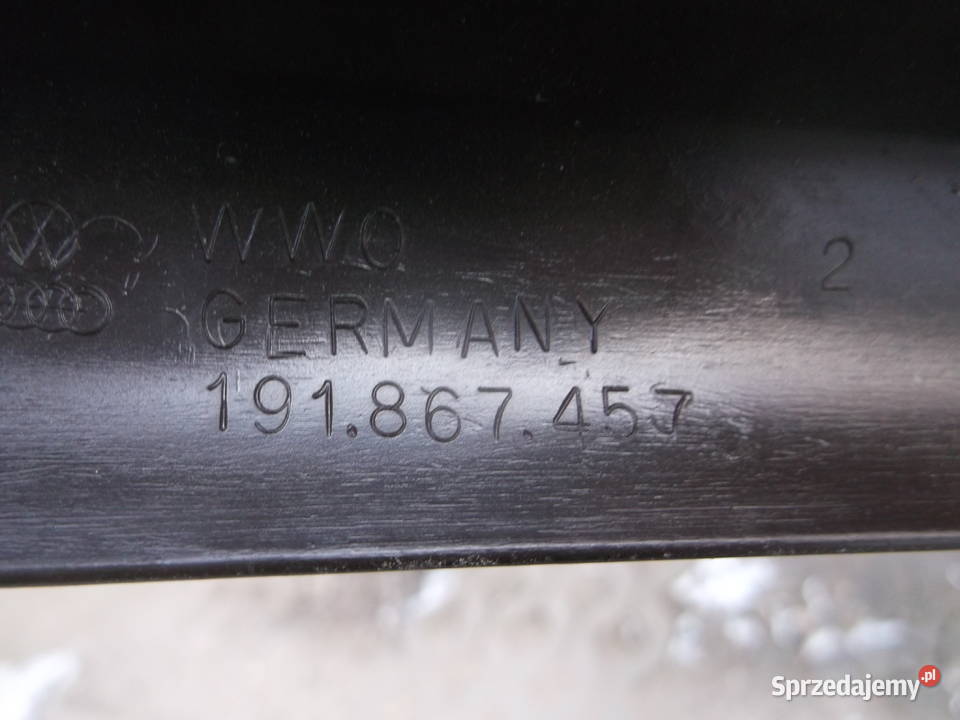 WWO
2
GERMANY
191.867.457
Sprzedajemy.pl